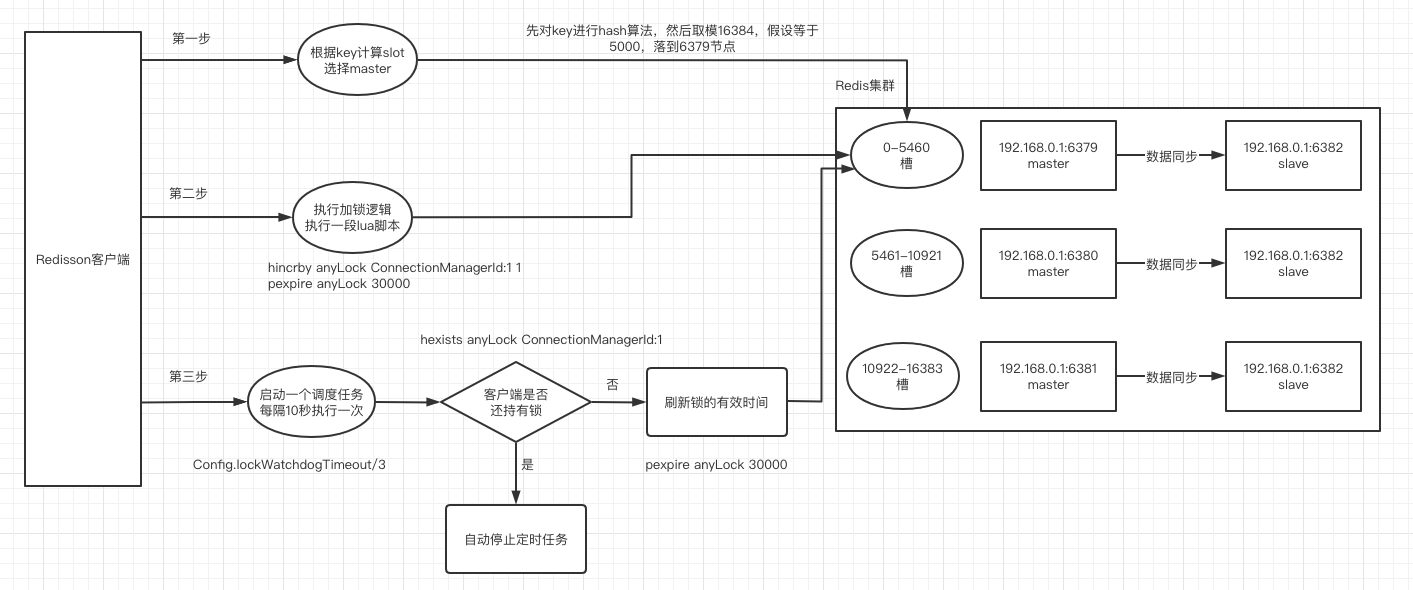 第一步
根据key计算slot
选择master
先对key进行hash算法，然后取模16384，假设等于
5000，落到6379节点
Redis集群
0-5460
槽
192.168.0.1:6379
master
数据同步
192.168.0.1:6382
slave
第二步
执行加锁逻辑
执行一段lua脚本
hincrby anyLock ConnectionManagerId:1 1
pexpire anyLock 30000
Redisson客户端
5461-10921
槽
192.168.0.1:6380
master
数据同步
192.168.0.1:6382
slave
hexists anyLock ConnectionManagerId:1
第三步
启动一个调度任务
每隔10秒执行一次
Config.lockWatchdogTimeout/3
客户端是否
还持有锁
否
刷新锁的有效时间
pexpire anyLock 30000
是
自动停止定时任务
10922-16383
槽
192.168.0.1:6381
master
数据同步
192.168.0.1:6382
slave